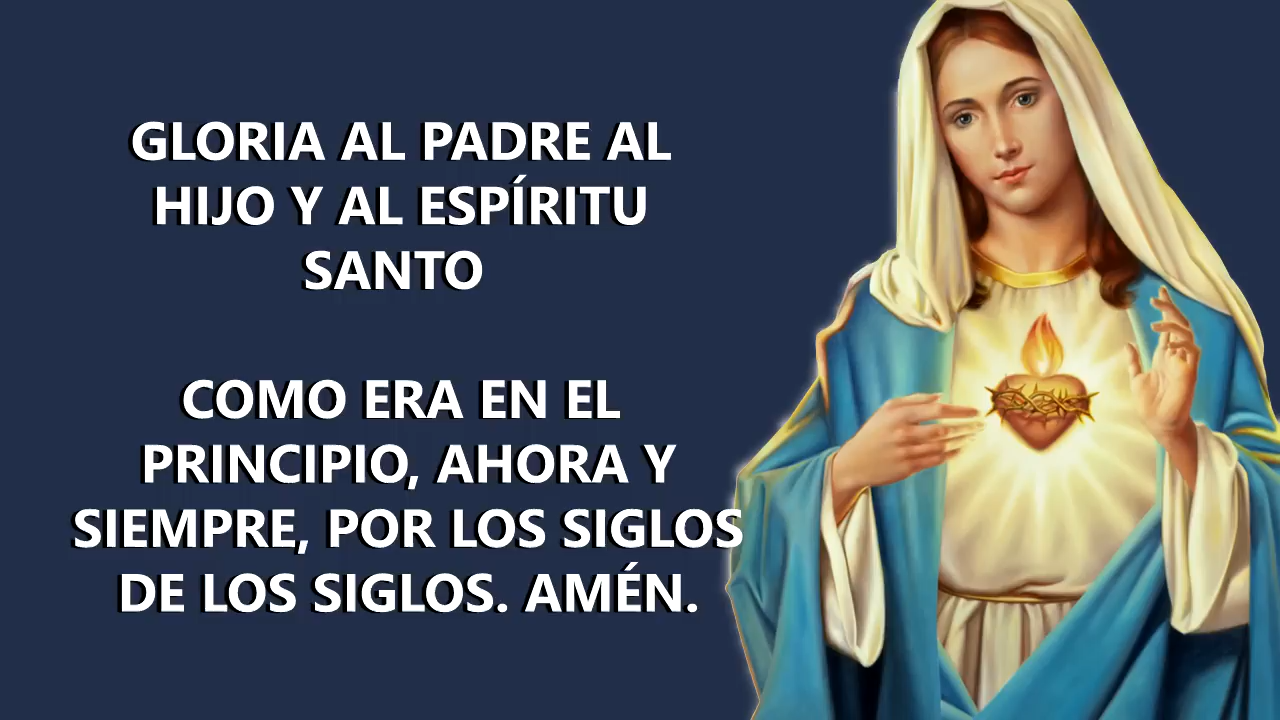 GLORIA AL PADRE AL
HIJO Y AL ESPÍRITU
SANTO
COMO ERA EN EL
PRINCIPIO, AHORA Y
SIEMPRE, POR LOS SIGLOS
DE LOS SIGLOS. AMÉN.